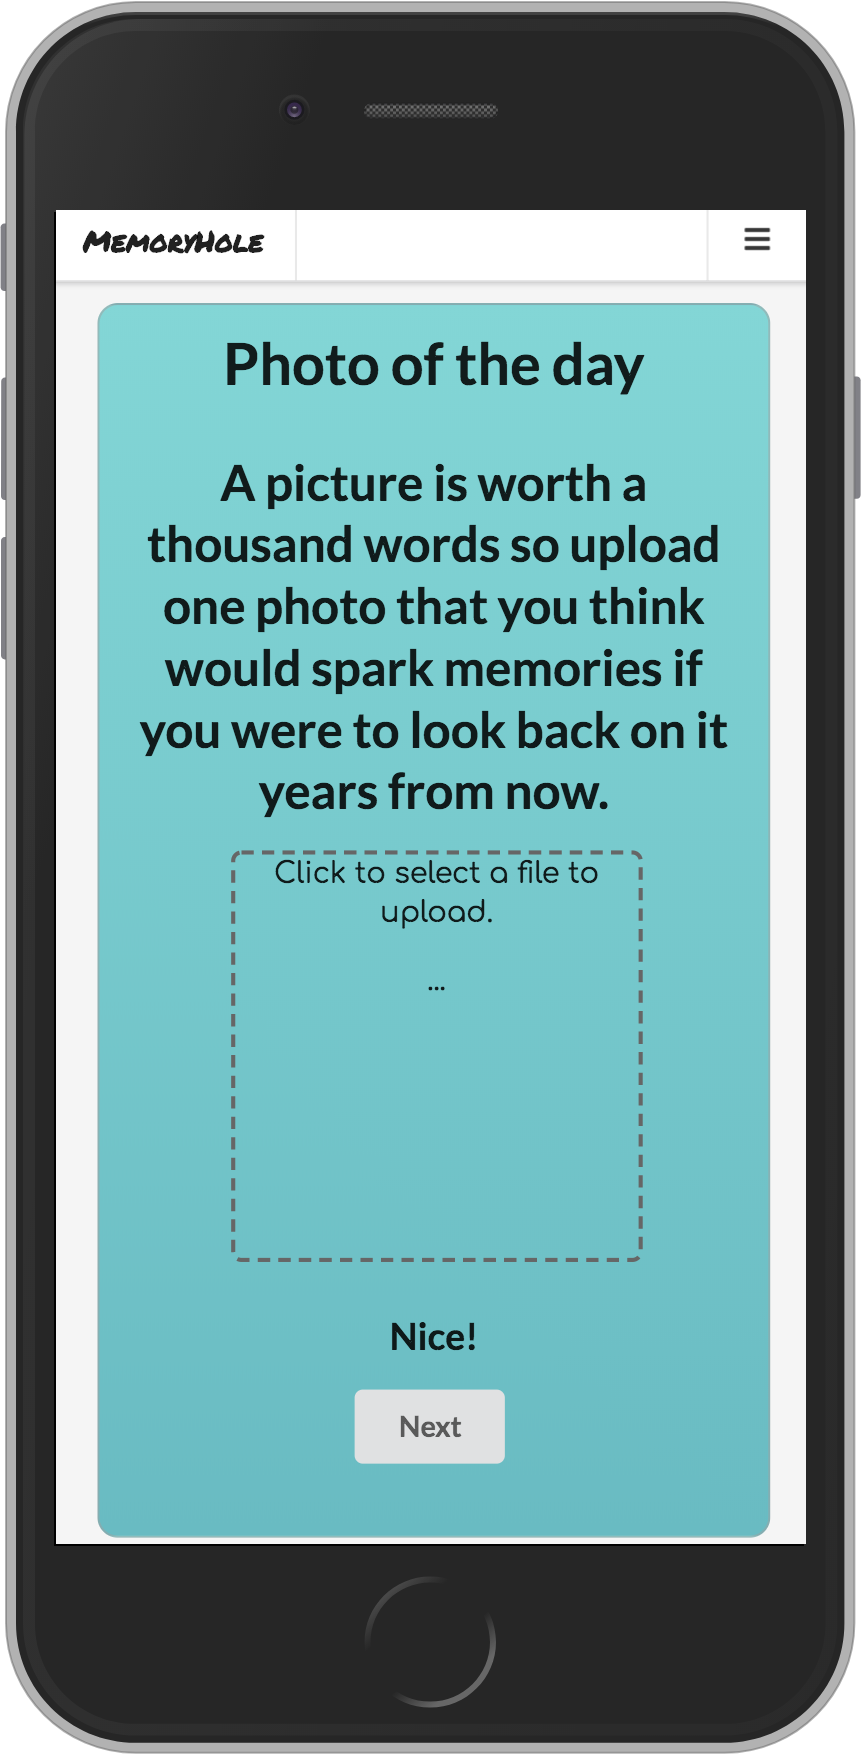 MemoryHole
Photo of the day
A picture is worth a
thousand words so upload
one photo that you think
would spark memories if
you were to look back on it
years from now.
Click to select a file to
upload.
...
Nice!
Next